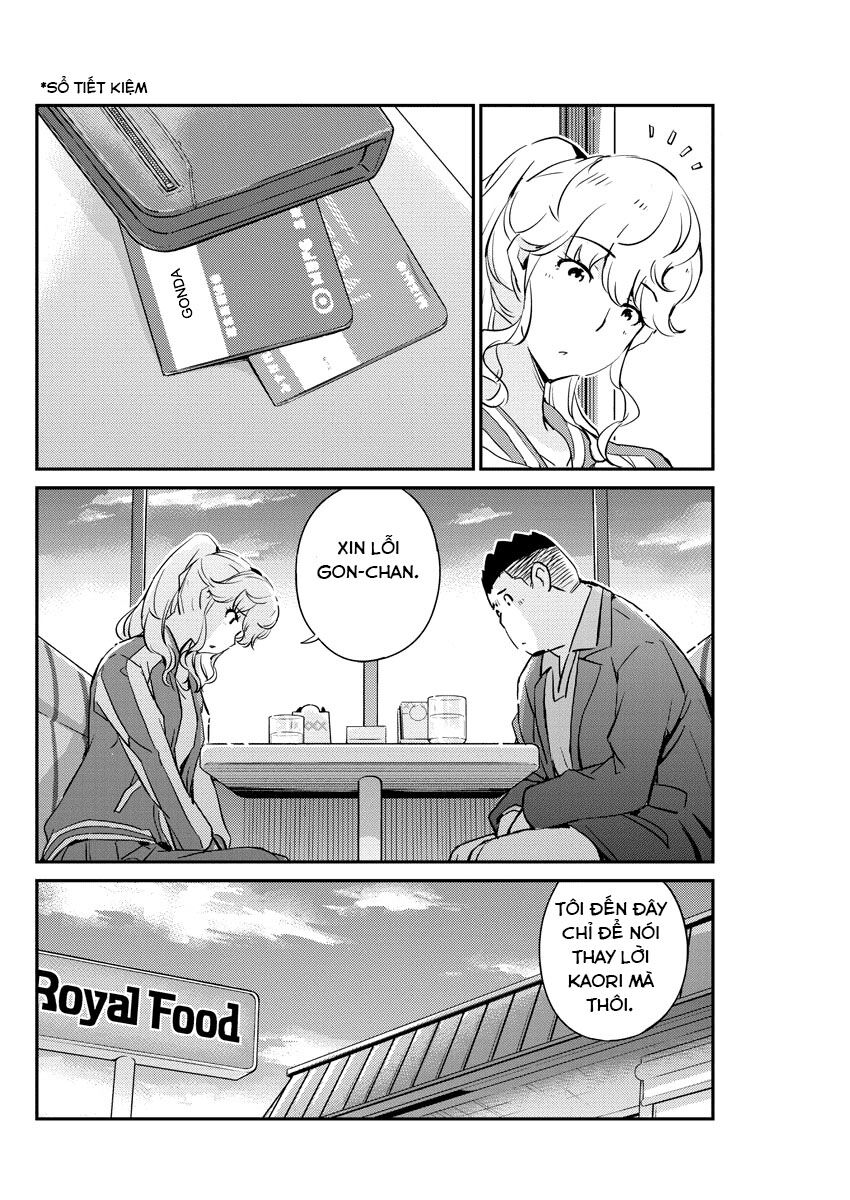 *SỔ TIẾT KIỆM
GONDA
MUFG
XIN LỖI
GON-CHAN.
TÔI ĐẾN ĐÂY
CHỈ ĐỂ NÓI
THAY LỜI
KAORI MÀ
THÔI.
Royal Food